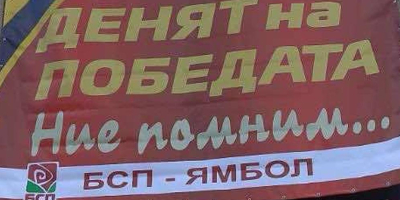 ДЕНЯТ на
ПОБЕДАТА
Ние помним...
БСП - ЯМБОЛ
БСП